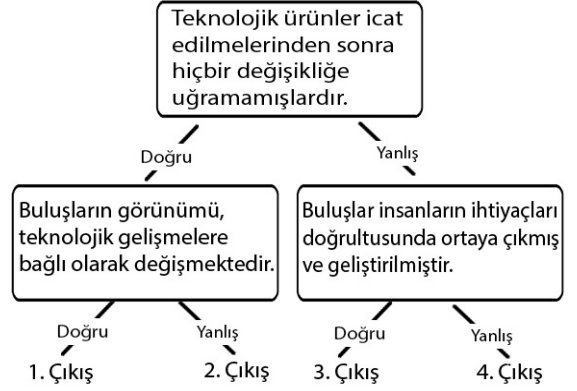 Teknolojik ürünler icat
edilmelerinden sonra
hiçbir değişikliğe
uğramamışlardır.
Doğru
Yanlış
Buluşların görünümü,
teknolojik gelişmelere
bağlı olarak değişmektedir.
Buluşlar insanların ihtiyaçları
doğrultusunda ortaya çıkmış
ve geliştirilmiştir.
Doğru
Yanlış
Doğru
Yanlış
1. Çıkış
2. Çıkış
3. Çıkış
4. Çıkış